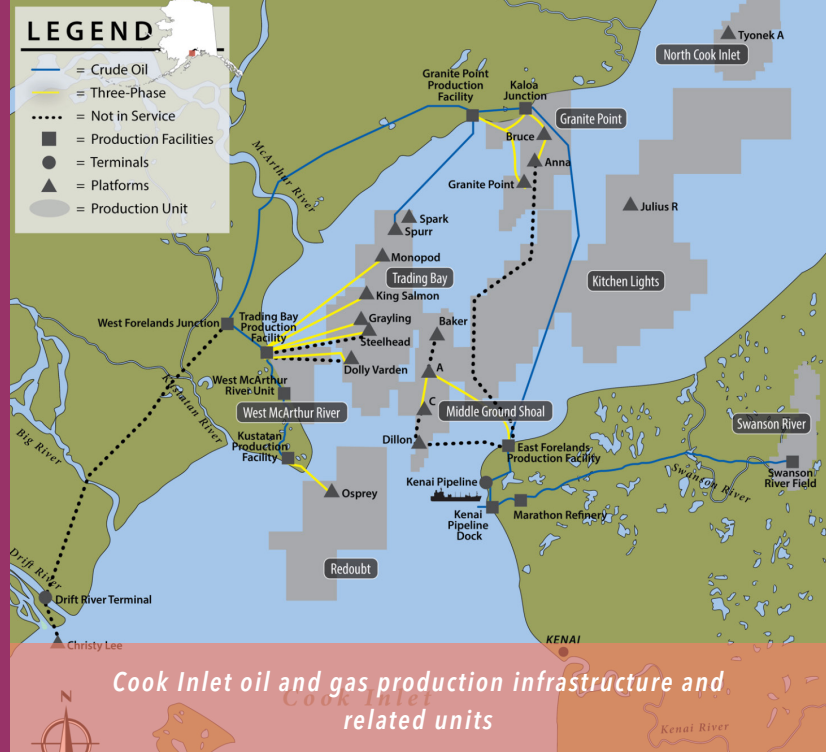 LEGEND
= Crude Oil
= Three-Phase
= Not in Service
= Production Facilities
= Terminals
= Platforms
= Production Unit
Tyonek A
North Cook Inlet
Granite Point
Production
Facility
Kaloa
Junction
Granite Point
Bruce
Anna
McArthur River
Granite Point
Julius R
Spark
Spurr
Monopod
Trading Bay
Kitchen Lights
King Salmon
West Forelands Junction
Trading Bay
Production
Facility
Grayling
Baker
Steelhead
Dolly Varden
A
West McArthur
River Unit
Kustatan River
C
West McArthur River
Middle Ground Shoal
Swanson River
Big River
Kustatan
Production
Facility
Dillon
East Forelands
Production Facility
Swanson River
Swanson
River Field
Kenai Pipeline
Osprey
Kenai
Pipeline
Dock
Marathon Refinery
Redoubt
Drift River
Drift River Terminal
Christy Lee
KENAI
Cook Inlet oil and gas production infrastructure and
related units
Cook Inlet
N
Kenai River